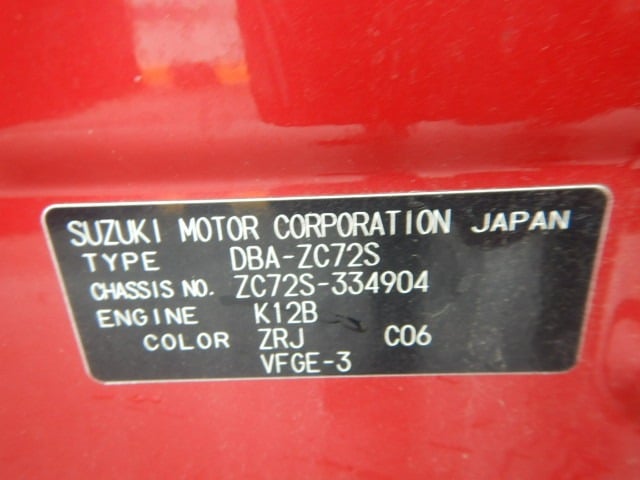 SUZUKI MOTOR CORPORATION JAPAN
TYPE DBA-ZC72S
CHASSIS NO. ZC72S-334904
ENGINE K12B
COLOR ZRJ C06
VFGE-3